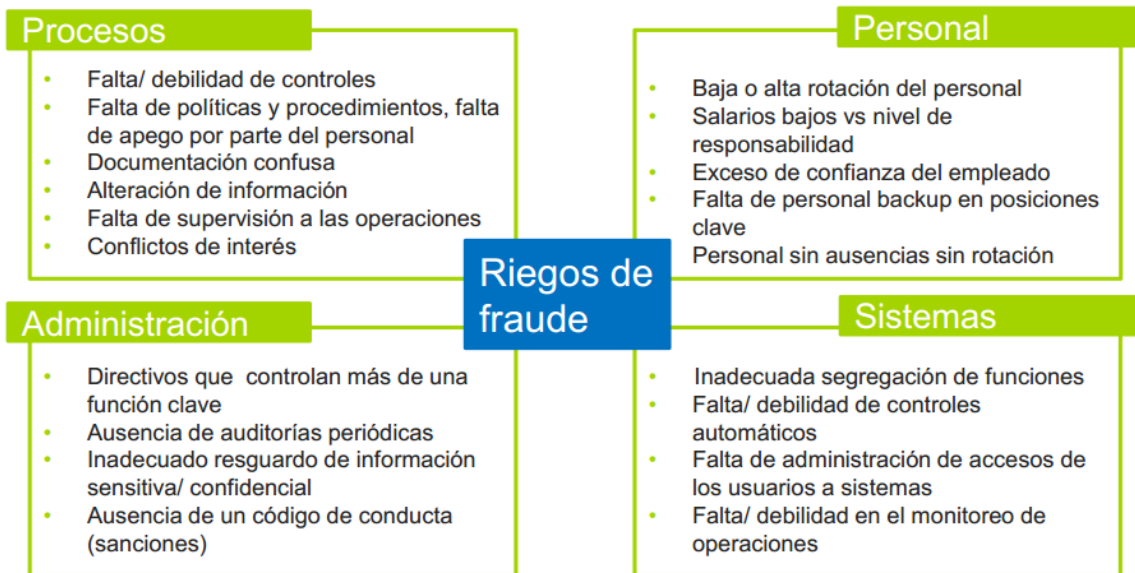 Procesos
• Falta/ debilidad de controles
• Falta de políticas y procedimientos, falta
de apego por parte del personal
• Documentación confusa
• Alteración de información
• Falta de supervisión a las operaciones
• Conflictos de interés
Personal
• Baja o alta rotación del personal
• Salarios bajos vs nivel de
responsabilidad
• Exceso de confianza del empleado
• Falta de personal backup en posiciones
clave
Personal sin ausencias sin rotación
Riegos de
fraude
Administración
• Directivos que controlan más de una
función clave
• Ausencia de auditorías periódicas
• Inadecuado resguardo de información
sensitiva/ confidencial
• Ausencia de un código de conducta
(sanciones)
Sistemas
• Inadecuada segregación de funciones
• Falta/ debilidad de controles
automáticos
• Falta de administración de accesos de
los usuarios a sistemas
• Falta/ debilidad en el monitoreo de
operaciones